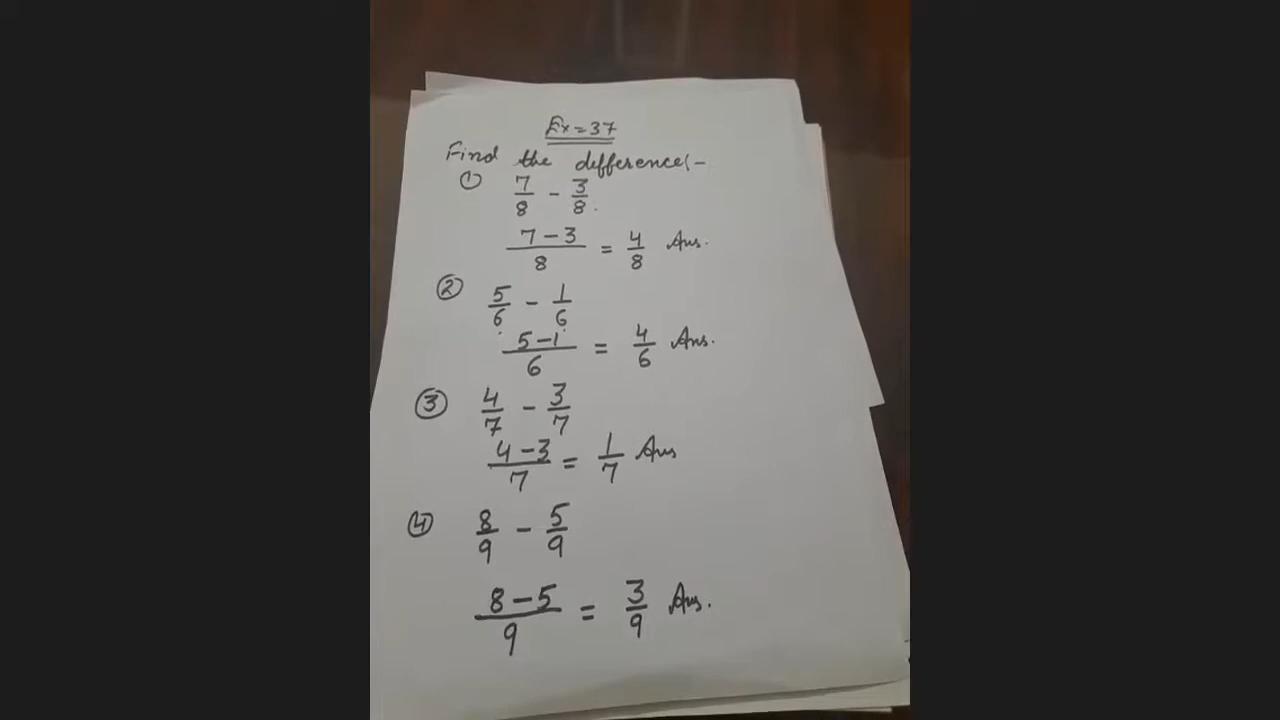 Ex = 37
Find the difference :-
① 7/8 - 3/8
7 - 3 / 8 = 4/8 Ans.
② 5/6 - 1/6
5 - 1 / 6 = 4/6 Ans.
③ 4/7 - 3/7
4 - 3 / 7 = 1/7 Ans
④ 8/9 - 5/9
8 - 5 / 9 = 3/9 Ans.